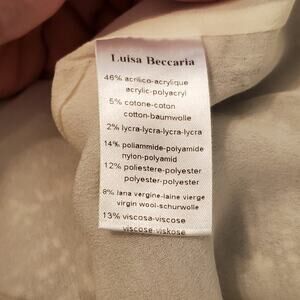 Luisa Beccaria
46% acrilico-acrylique
acrylic-polyacryl
5% cotone-coton
cotton-baumwolle
2% lycra-lycra-lycra-lycra
14% poliammide-polyamide
nylon-polyamid
12% poliestere-polyester
polyester-polyester
8% lana vergine-laine vierge
virgin wool-schurwolle
13% viscosa-viscose
viscose-viskose